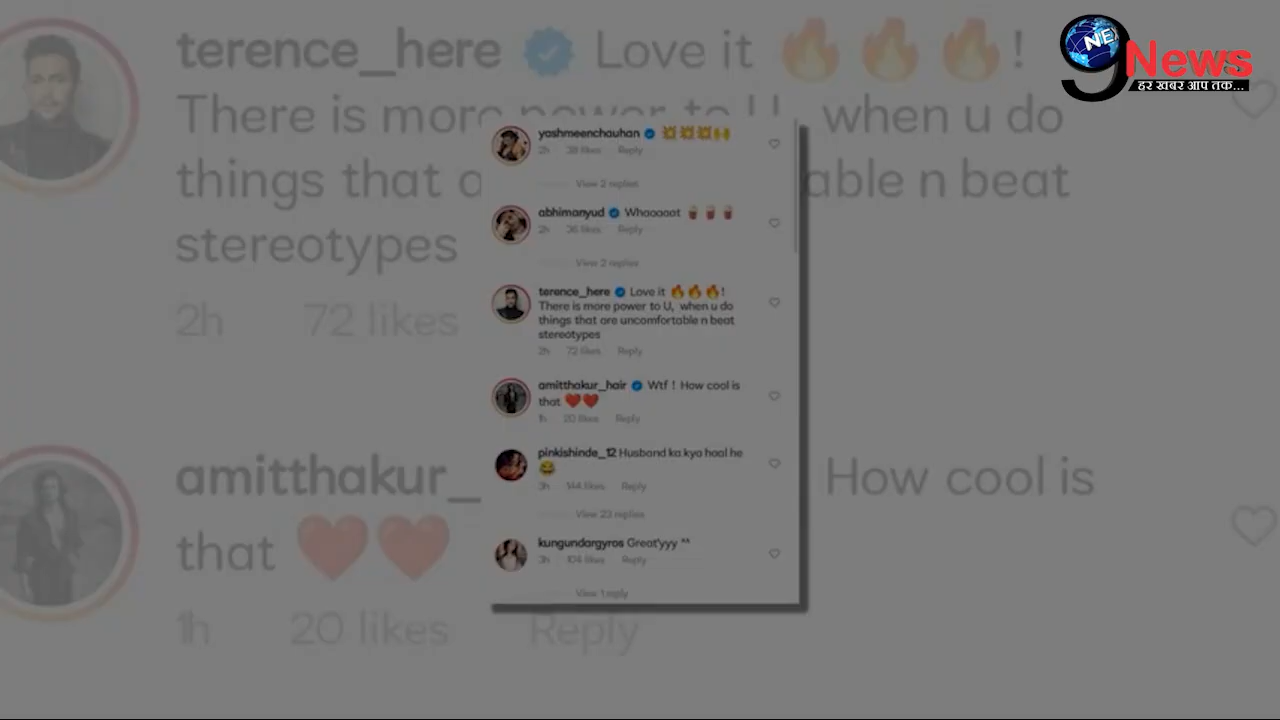 terence_here Love it 🔥🔥🔥!
There is more power to U, when u do
things that a able n beat
stereotypes
2h 72 likes
amitthakur_ How cool is
that ❤️❤️
1h 20 likes Reply
NE
9 News
हर खबर आप तक...
yashmeenchauhan 💥💥💥🙌
2h 38 likes Reply
View 2 replies
abhimanyud Whaaaaat 🍿🍿🍿
2h 36 likes Reply
View 2 replies
terence_here Love it 🔥🔥🔥!
There is more power to U, when u do
things that are uncomfortable n beat
stereotypes
2h 72 likes Reply
amitthakur_hair Wtf ! How cool is
that ❤️❤️
1h 20 likes Reply
pinkishinde_12 Husband ka kya haal he
😂
3h 144 likes Reply
View 23 replies
kungundargyros Great'yyy ^^
3h 104 likes Reply
View 1 reply